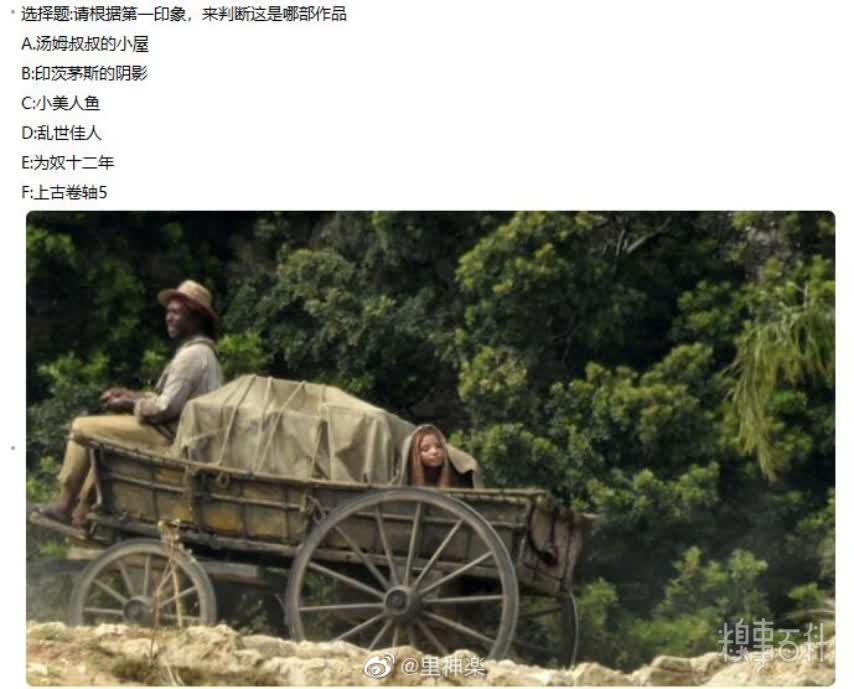 选择题:请根据第一印象，来判断这是哪部作品
A.汤姆叔叔的小屋
B:印茨茅斯的阴影
C:小美人鱼
D:乱世佳人
E:为奴十二年
F:上古卷轴5
糗事百科
@里神楽